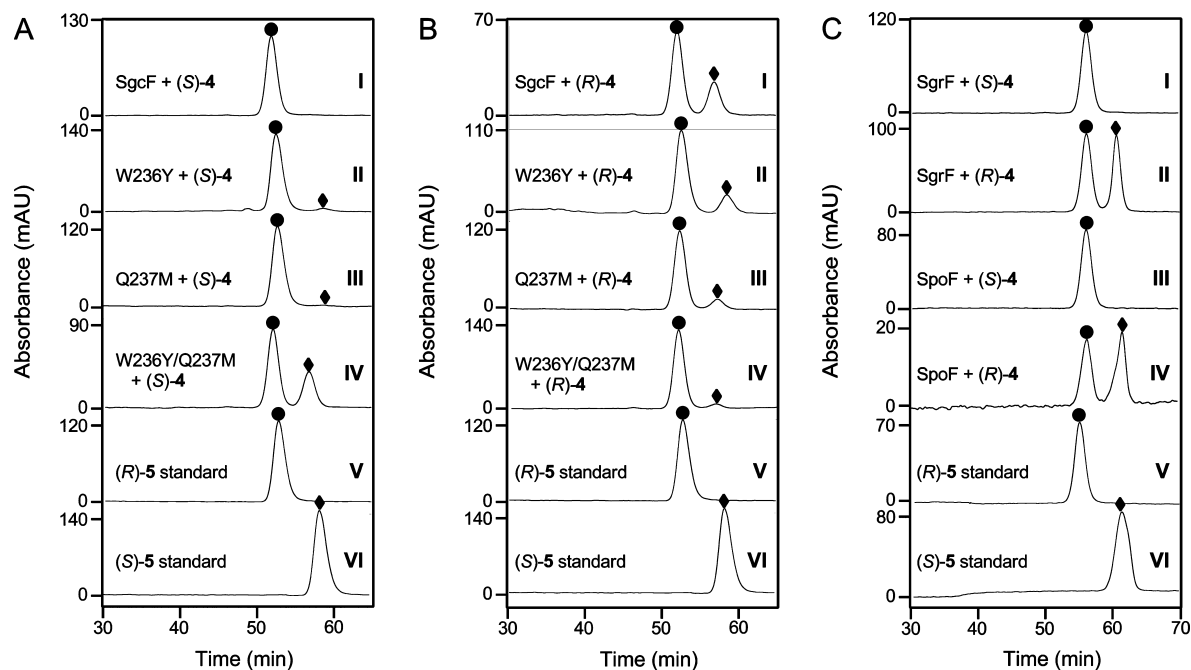 A
Absorbance (mAU)
130
SgcF + (S)-4
I
0
140
W236Y + (S)-4
II
0
120
Q237M + (S)-4
III
0
90
W236Y/Q237M
+ (S)-4
IV
0
120
(R)-5 standard
V
0
140
(S)-5 standard
VI
0
30 40 50 60
Time (min)
B
Absorbance (mAU)
70
SgcF + (R)-4
I
0
110
W236Y + (R)-4
II
0
120
Q237M + (R)-4
III
0
140
W236Y/Q237M
+ (R)-4
IV
0
120
(R)-5 standard
V
0
140
(S)-5 standard
VI
0
30 40 50 60
Time (min)
C
Absorbance (mAU)
120
SgrF + (S)-4
I
0
100
SgrF + (R)-4
II
0
80
SpoF + (S)-4
III
0
20
SpoF + (R)-4
IV
0
70
(R)-5 standard
V
0
80
(S)-5 standard
VI
0
30 40 50 60 70
Time (min)